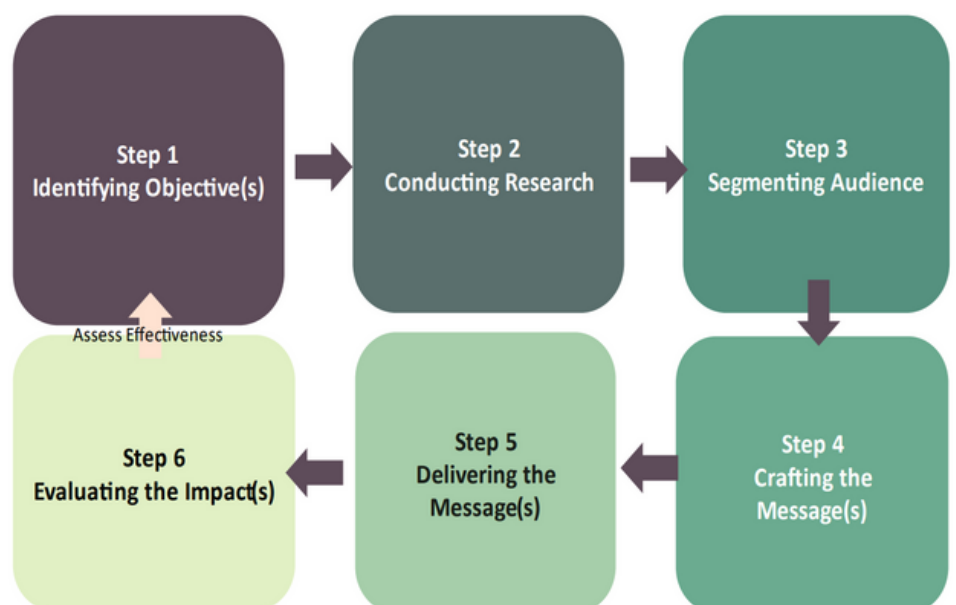 Step 1
Identifying Objective(s)
Step 2
Conducting Research
Step 3
Segmenting Audience
Step 4
Crafting the
Message(s)
Step 5
Delivering the
Message(s)
Step 6
Evaluating the Impact(s)
Assess Effectiveness